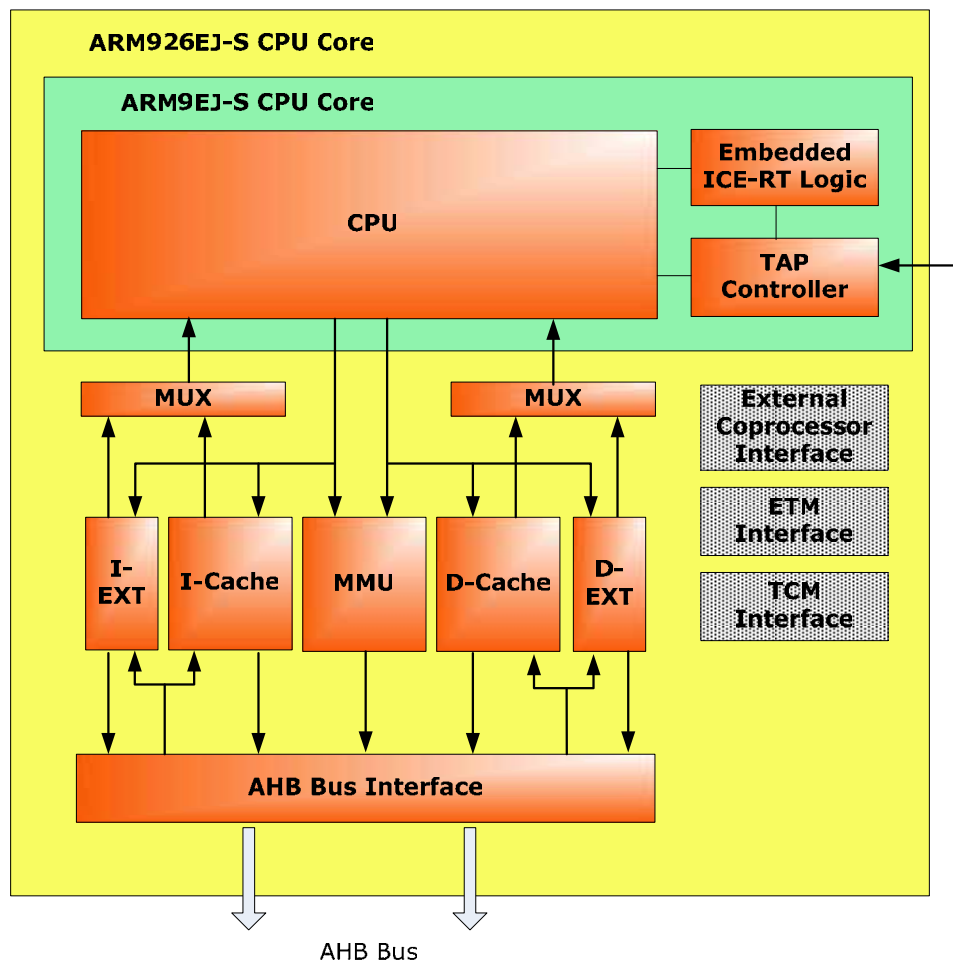 ARM926EJ-S CPU Core
ARM9EJ-S CPU Core
CPU
Embedded
ICE-RT Logic
TAP
Controller
MUX
MUX
External
Coprocessor
Interface
ETM
Interface
TCM
Interface
I-
EXT
I-Cache
MMU
D-Cache
D-
EXT
AHB Bus Interface
AHB Bus